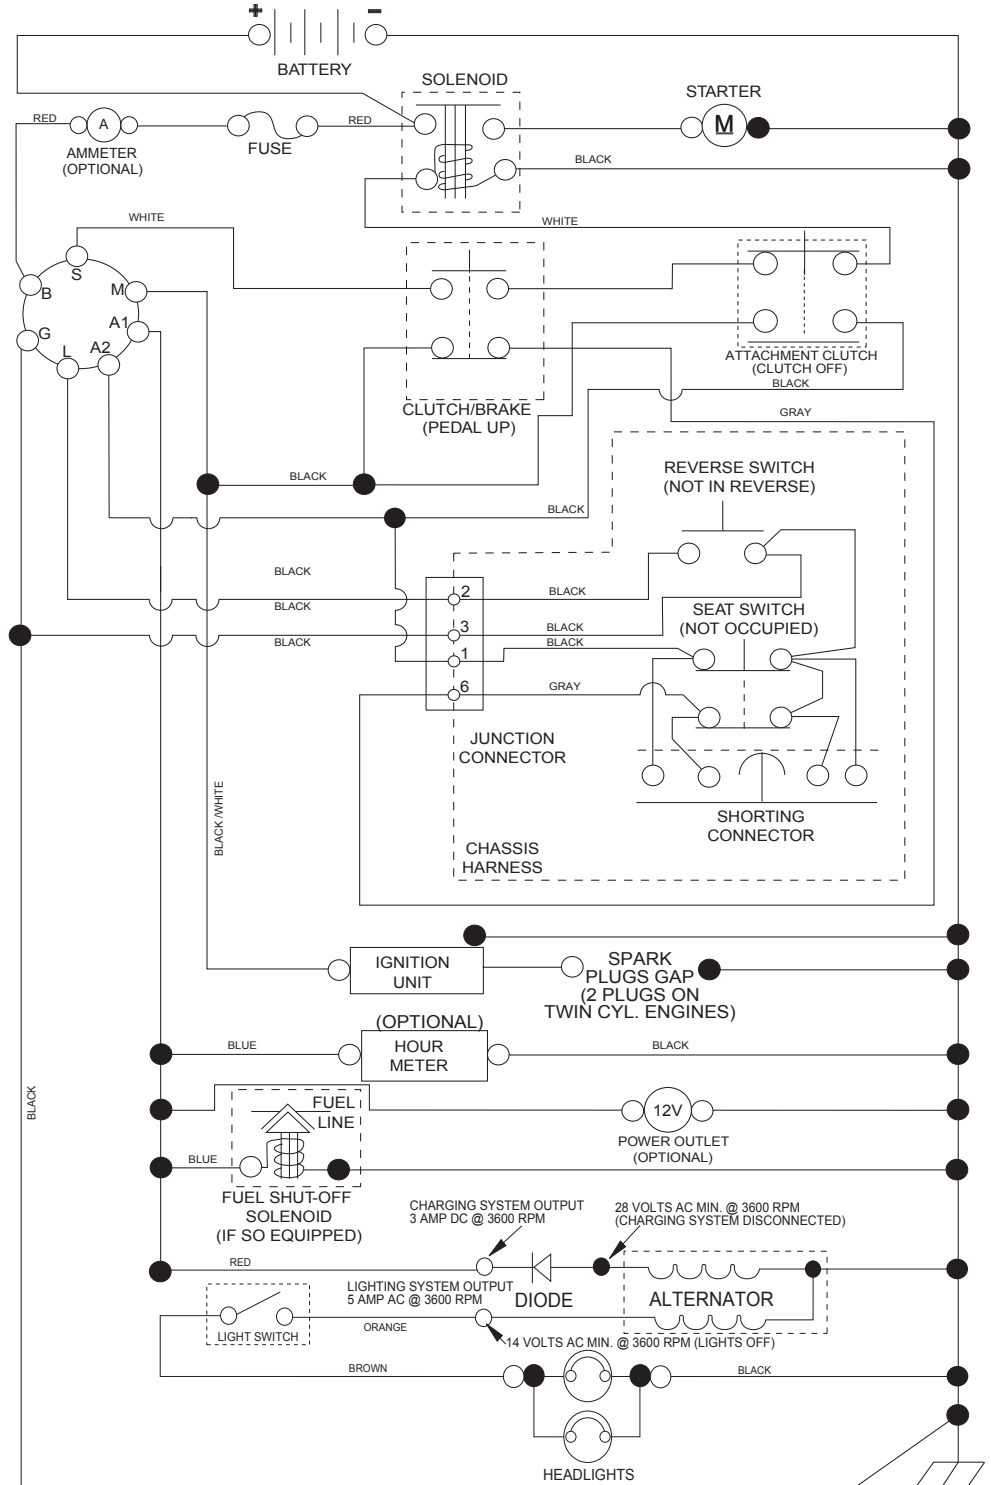 + -
BATTERY
SOLENOID
STARTER
RED
A
RED
M
AMMETER
(OPTIONAL)
FUSE
BLACK
WHITE
WHITE
S
B
M
G
A1
L
A2
ATTACHMENT CLUTCH
(CLUTCH OFF)
BLACK
CLUTCH/BRAKE
(PEDAL UP)
GRAY
REVERSE SWITCH
(NOT IN REVERSE)
BLACK
BLACK
BLACK
2
BLACK
BLACK
SEAT SWITCH
(NOT OCCUPIED)
3
BLACK
BLACK
BLACK
1
6
GRAY
JUNCTION
CONNECTOR
SHORTING
CONNECTOR
BLACK /WHITE
CHASSIS
HARNESS
IGNITION
UNIT
SPARK
PLUGS GAP
(2 PLUGS ON
TWIN CYL. ENGINES)
(OPTIONAL)
BLUE
HOUR
METER
BLACK
BLACK
FUEL
LINE
12V
POWER OUTLET
(OPTIONAL)
BLUE
FUEL SHUT-OFF
SOLENOID
(IF SO EQUIPPED)
CHARGING SYSTEM OUTPUT
3 AMP DC @ 3600 RPM
28 VOLTS AC MIN. @ 3600 RPM
(CHARGING SYSTEM DISCONNECTED)
RED
LIGHTING SYSTEM OUTPUT
5 AMP AC @ 3600 RPM
DIODE
ALTERNATOR
LIGHT SWITCH
ORANGE
14 VOLTS AC MIN. @ 3600 RPM (LIGHTS OFF)
BROWN
BLACK
HEADLIGHTS